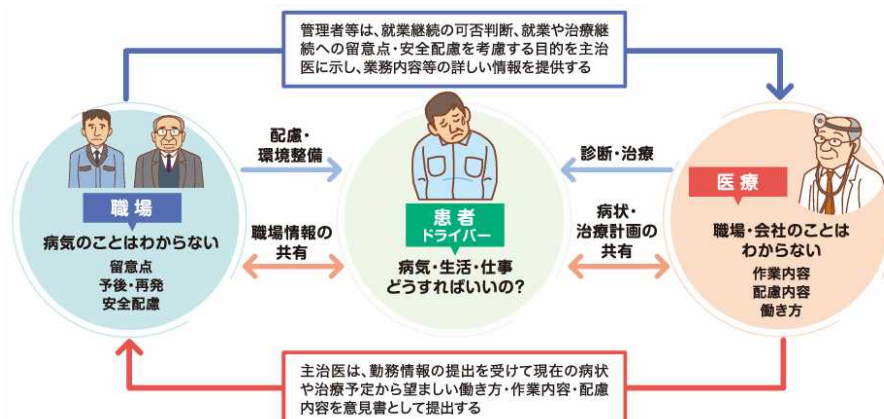 管理者等は、就業継続の可否判断、就業や治療継
続への留意点・安全配慮を考慮する目的を主治
医に示し、業務内容等の詳しい情報を提供する
職場
病気のことはわからない
留意点
予後・再発
安全配慮
配慮・
環境整備
職場情報の
共有
患者
ドライバー
病気・生活・仕事
どうすればいいの？
診断・治療
病状・
治療計画の
共有
医療
職場・会社のことは
わからない
作業内容
配慮内容
働き方
主治医は、勤務情報の提出を受けて現在の病状
や治療予定から望ましい働き方・作業内容・配慮
内容を意見書として提出する